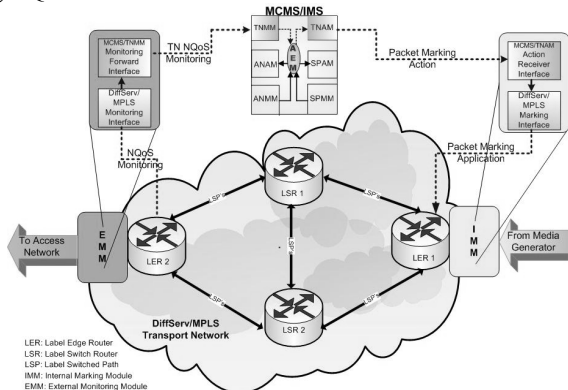 MCMS/IMS
TN NQoS
Monitoring
TNMM
TNAM
ANAM
A
E
M
SPAM
ANMM
SPMM
Packet Marking
Action
MCMS/TNMM
Monitoring
Forward
Interface
DiffServ/
MPLS
Monitoring
Interface
MCMS/TNAM
Action
Receiver
Interface
DiffServ/
MPLS
Marking
Interface
NQoS
Monitoring
Packet Marking
Application
LSR 1
LSP's
LSP's
LSP's
To Access
Network
E
M
M
LER 2
LER 1
I
M
M
From Media
Generator
LSP's
LSP's
DiffServ/MPLS
Transport Network
LSR 2
LER: Label Edge Router
LSR: Label Switch Router
LSP: Label Switched Path
IMM: Internal Marking Module
EMM: External Monitoring Module